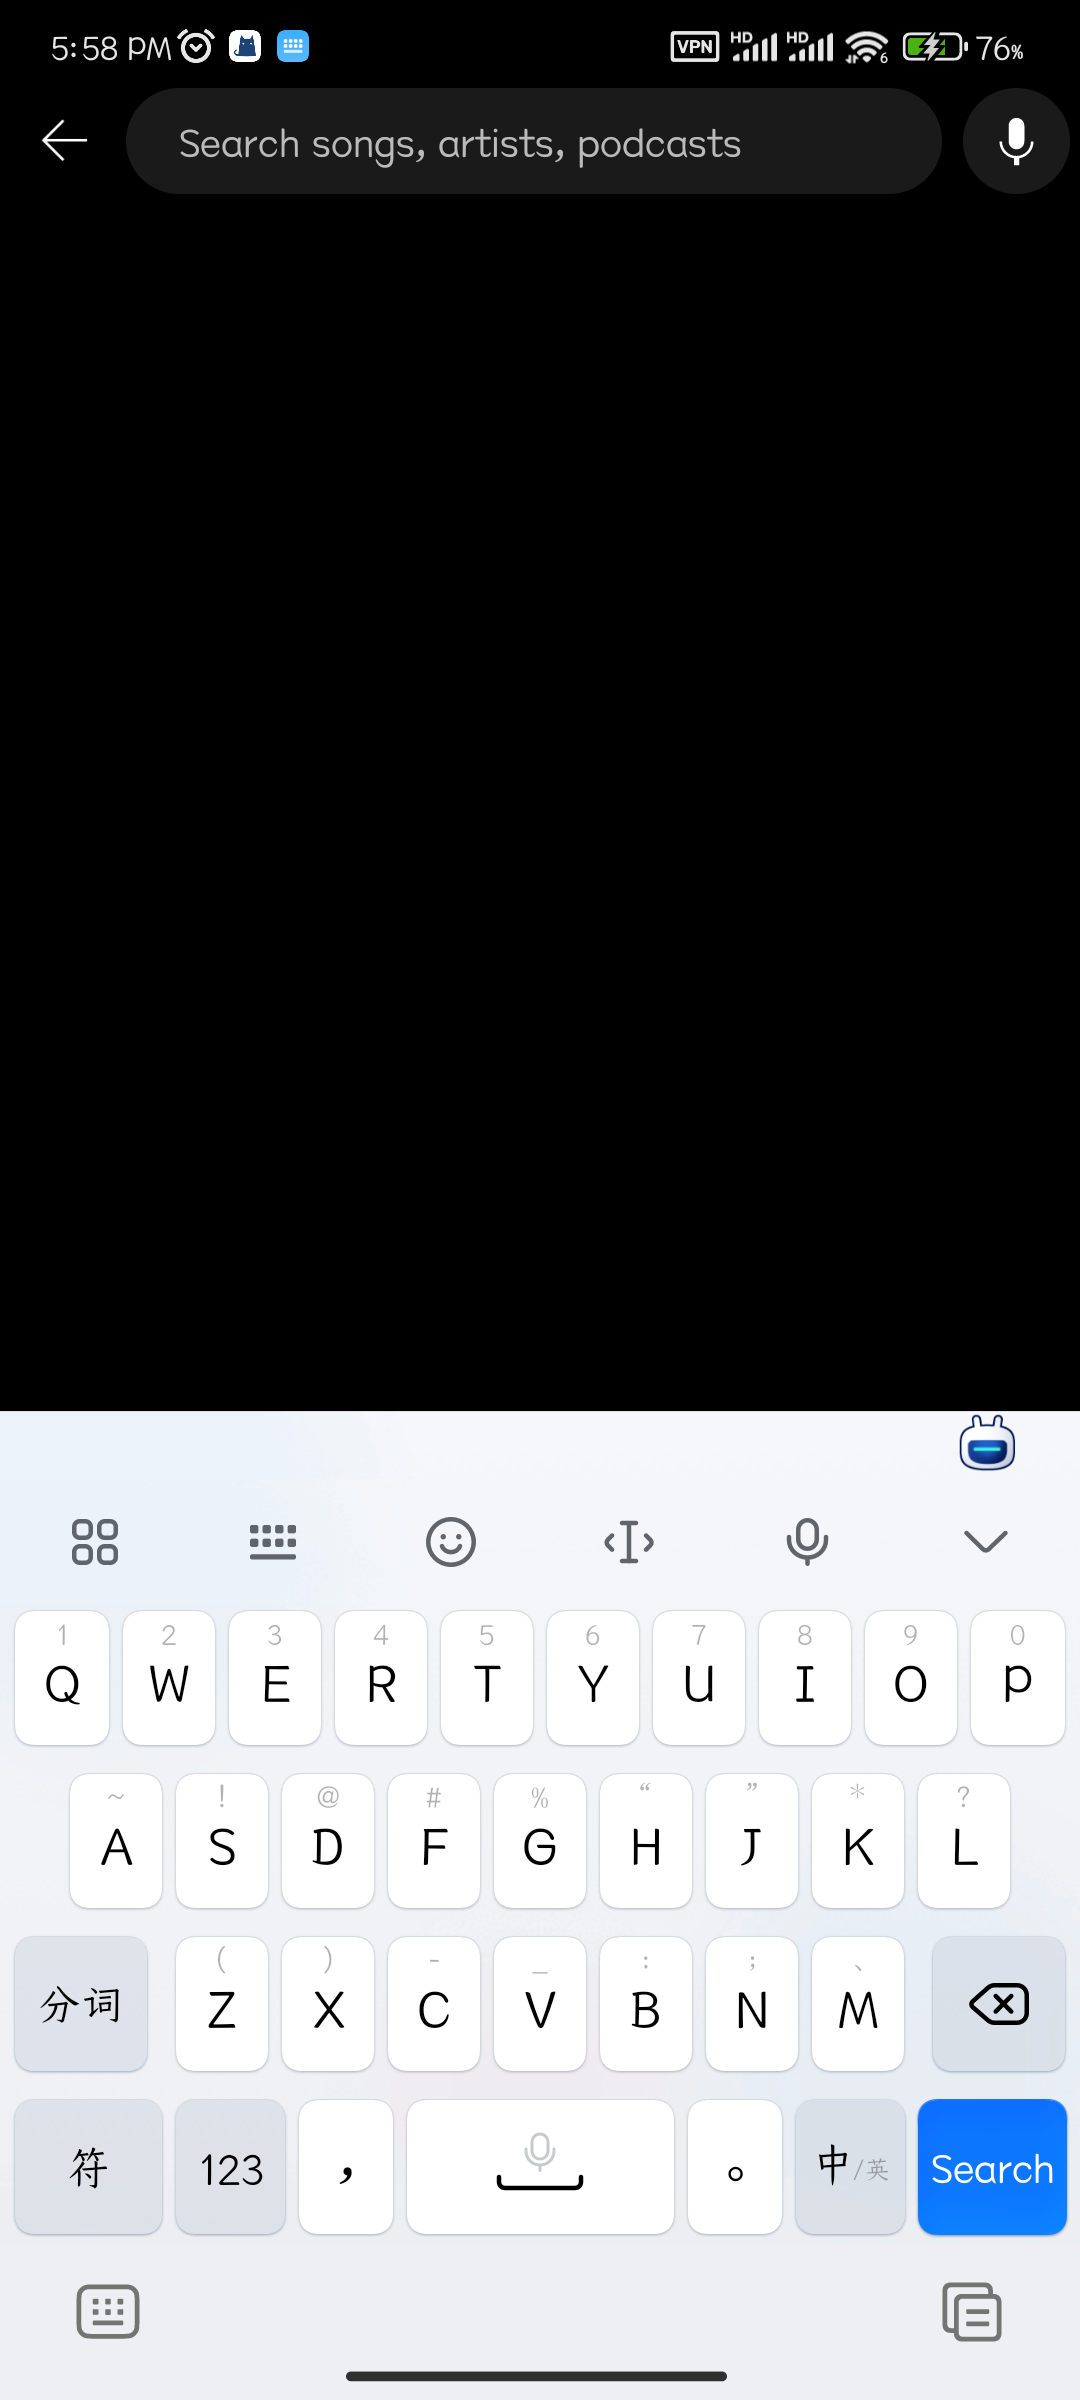 5:58 PM VPN HD HD 6 76%
Search songs, artists, podcasts
1 2 3 4 5 6 7 8 9 0
Q W E R T Y U I O P
~ ! @ # % “ ” * ?
A S D F G H J K L
( ) - _ : ; 、
分词 Z X C V B N M
符 123 ， 。 中/英 Search